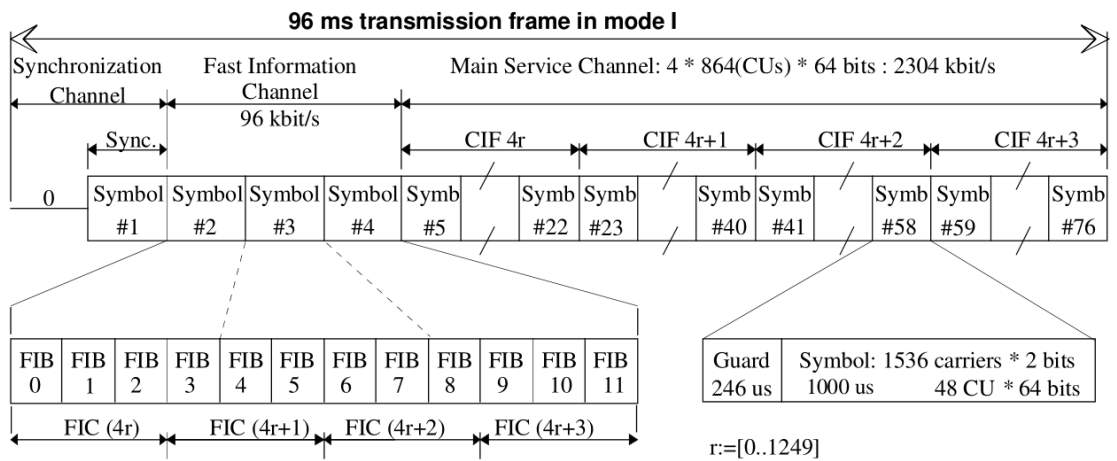 96 ms transmission frame in mode I
Synchronization
Channel
Fast Information
Channel
96 kbit/s
Main Service Channel: 4 * 864(CUs) * 64 bits : 2304 kbit/s
Sync.
CIF 4r
CIF 4r+1
CIF 4r+2
CIF 4r+3
0
Symbol
#1
Symbol
#2
Symbol
#3
Symbol
#4
Symb
#5
Symb
#22
Symb
#23
Symb
#40
Symb
#41
Symb
#58
Symb
#59
Symb
#76
FIB
0
FIB
1
FIB
2
FIB
3
FIB
4
FIB
5
FIB
6
FIB
7
FIB
8
FIB
9
FIB
10
FIB
11
FIC (4r)
FIC (4r+1)
FIC (4r+2)
FIC (4r+3)
Guard
246 us
Symbol: 1536 carriers * 2 bits
1000 us 48 CU * 64 bits
r:=[0..1249]